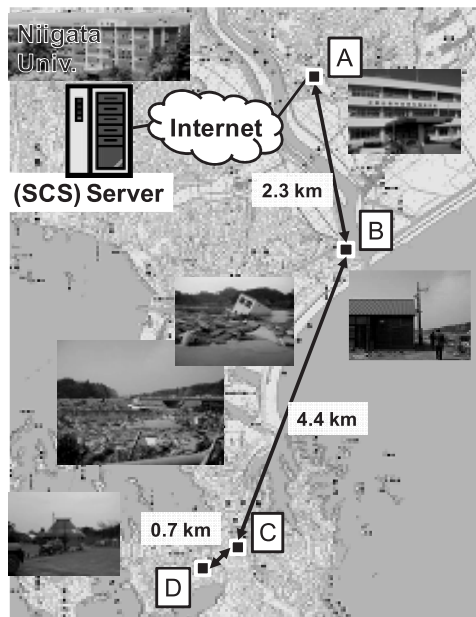 Niigata
Univ.
A
Internet
(SCS) Server
2.3 km
B
4.4 km
0.7 km
C
D